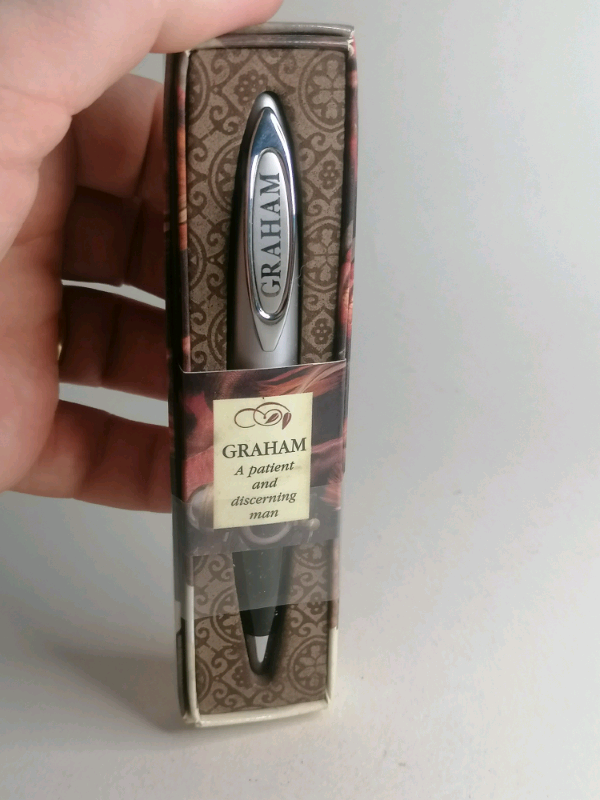 GRAHAM
GRAHAM
A patient
and
discerning
man